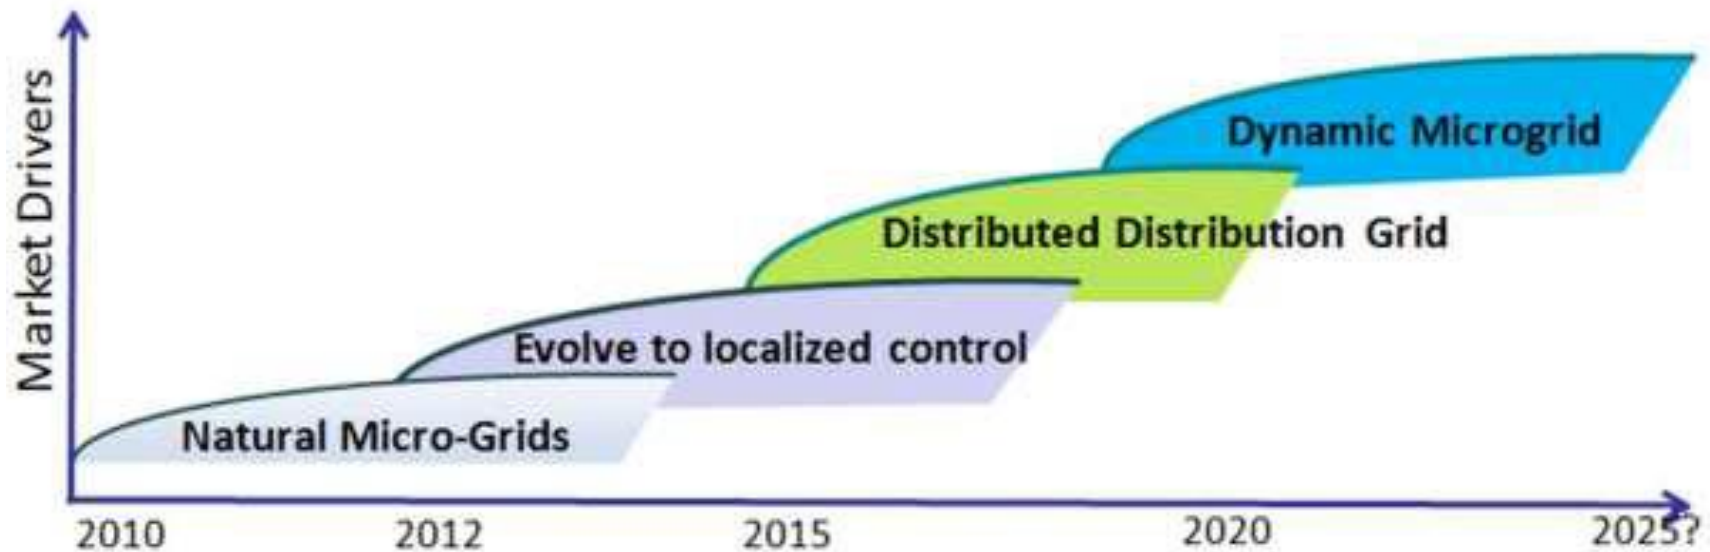 Market Drivers
Dynamic Microgrid
Distributed Distribution Grid
Evolve to localized control
Natural Micro-Grids
2010 2012 2015 2020 2025?